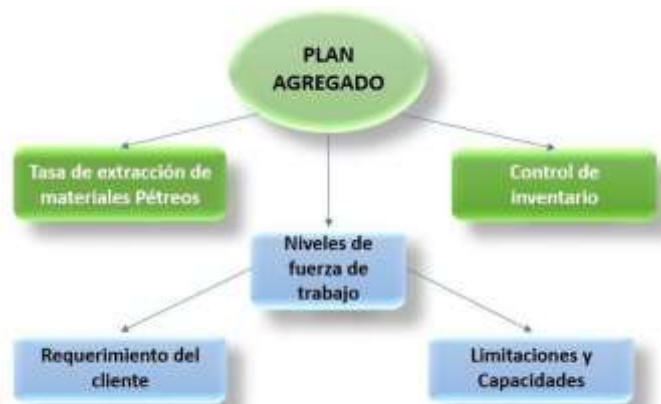 PLAN
AGREGADO
Tasa de extracción de
materiales Pétreos
Control de
inventario
Niveles de
fuerza de
trabajo
Requerimiento del
cliente
Limitaciones y
Capacidades